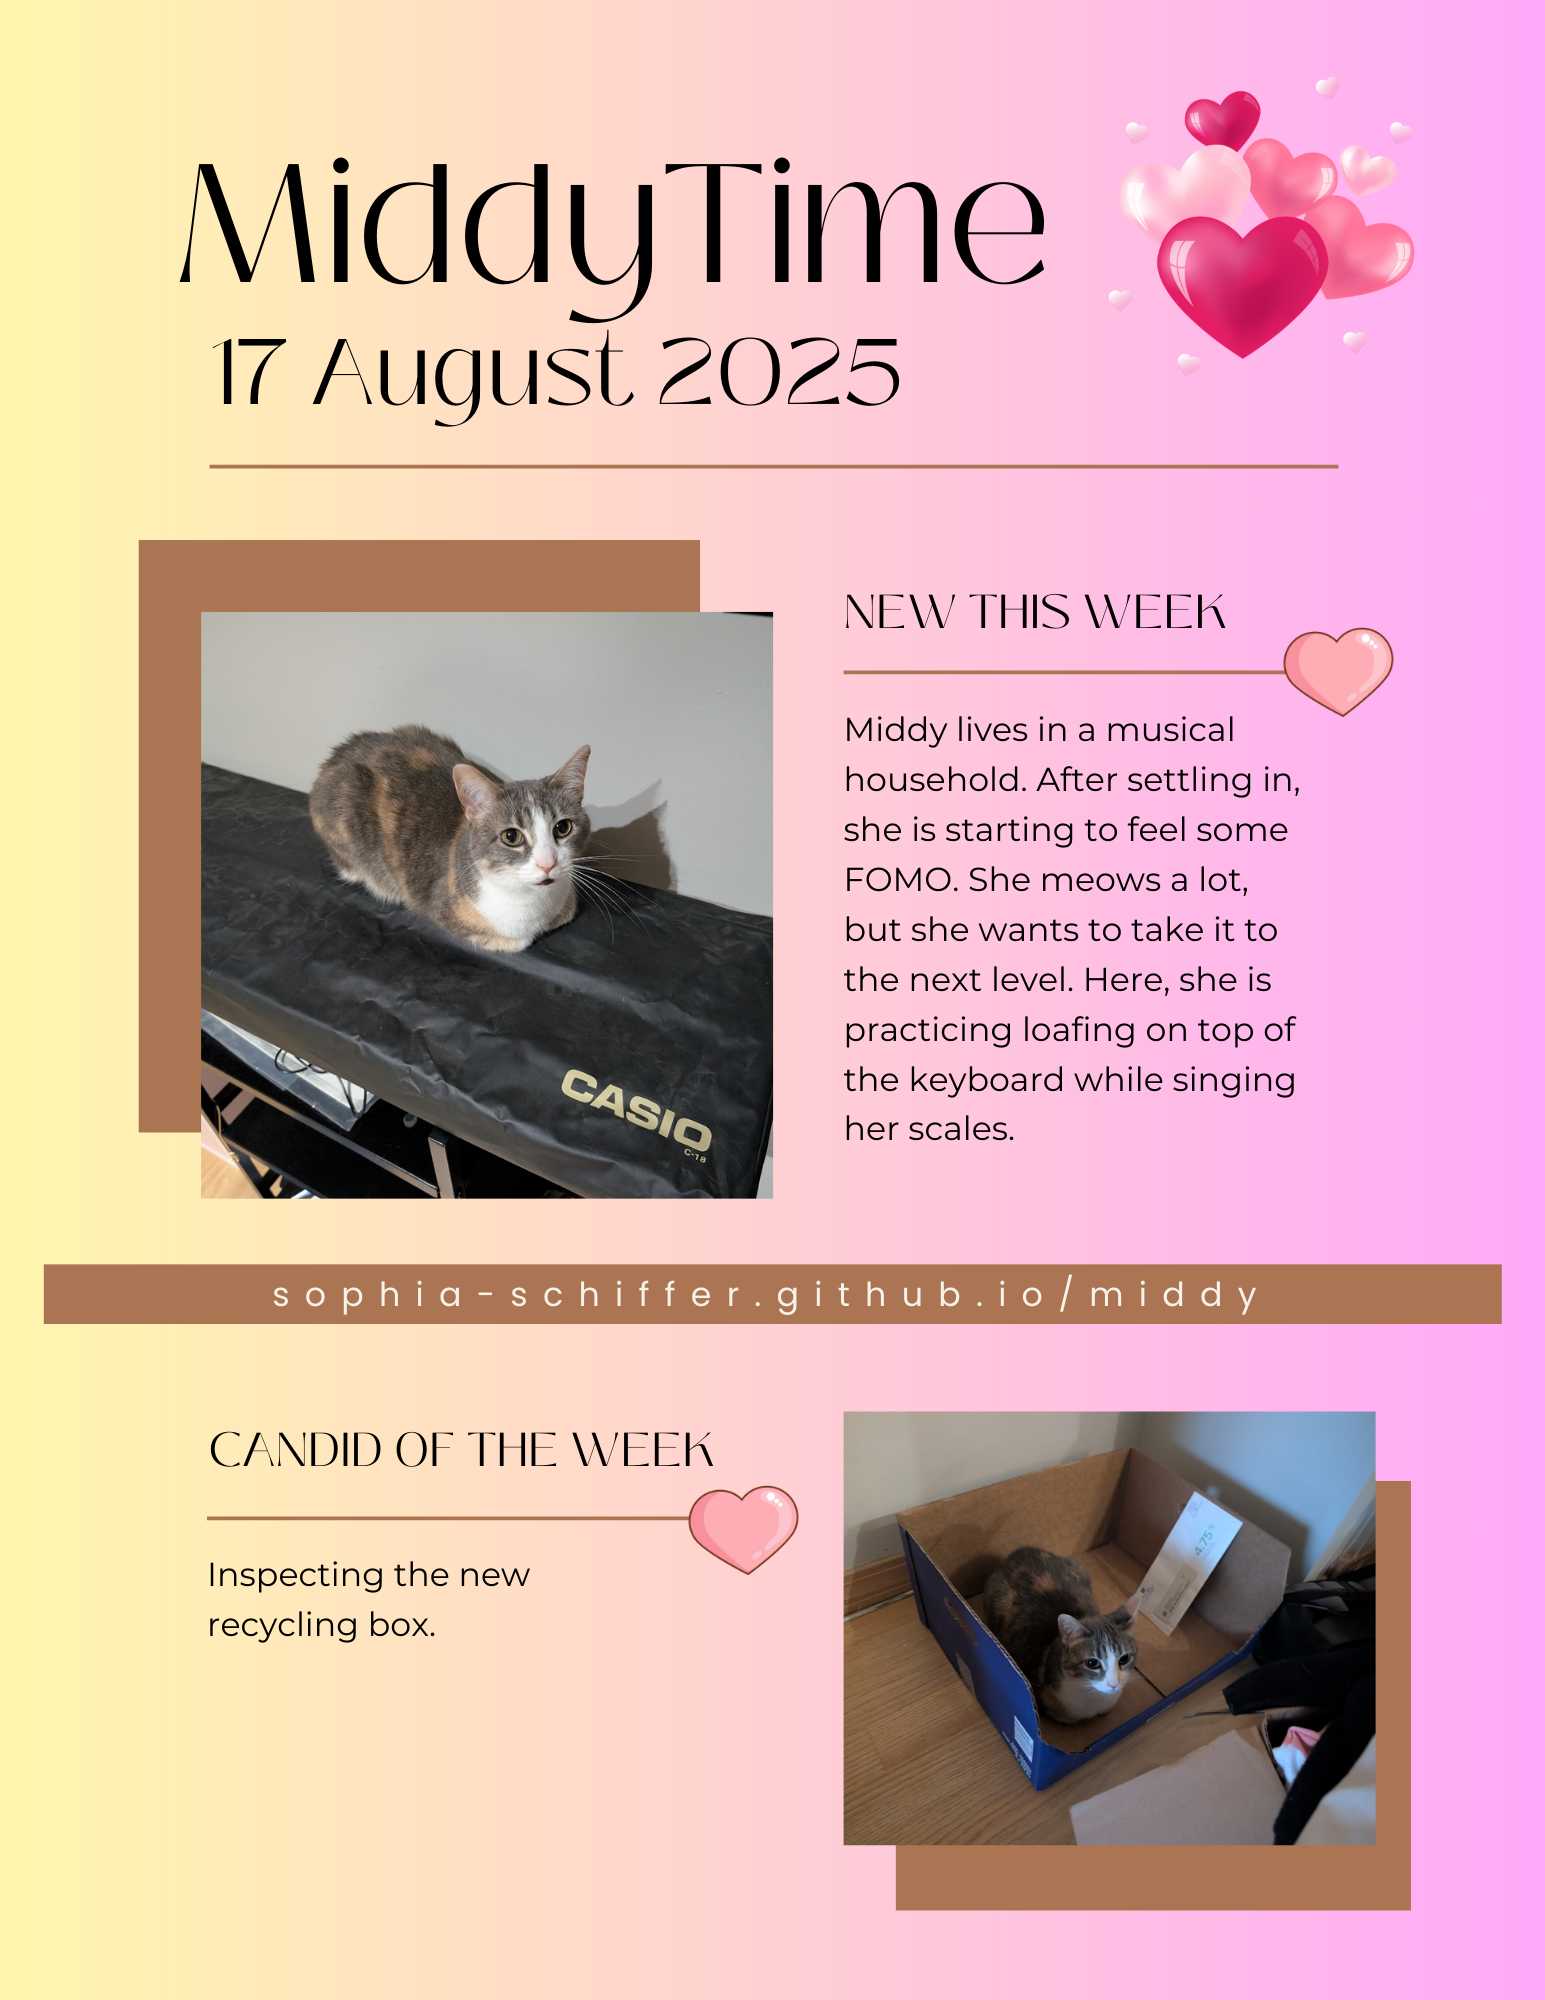 MiddyTime
17 August 2025
NEW THIS WEEK
Middy lives in a musical
household. After settling in,
she is starting to feel some
FOMO. She meows a lot,
but she wants to take it to
the next level. Here, she is
practicing loafing on top of
the keyboard while singing
her scales.
CASIO
C-18
sophia-schiffer.github.io/middy
CANDID OF THE WEEK
Inspecting the new
recycling box.
4.75%